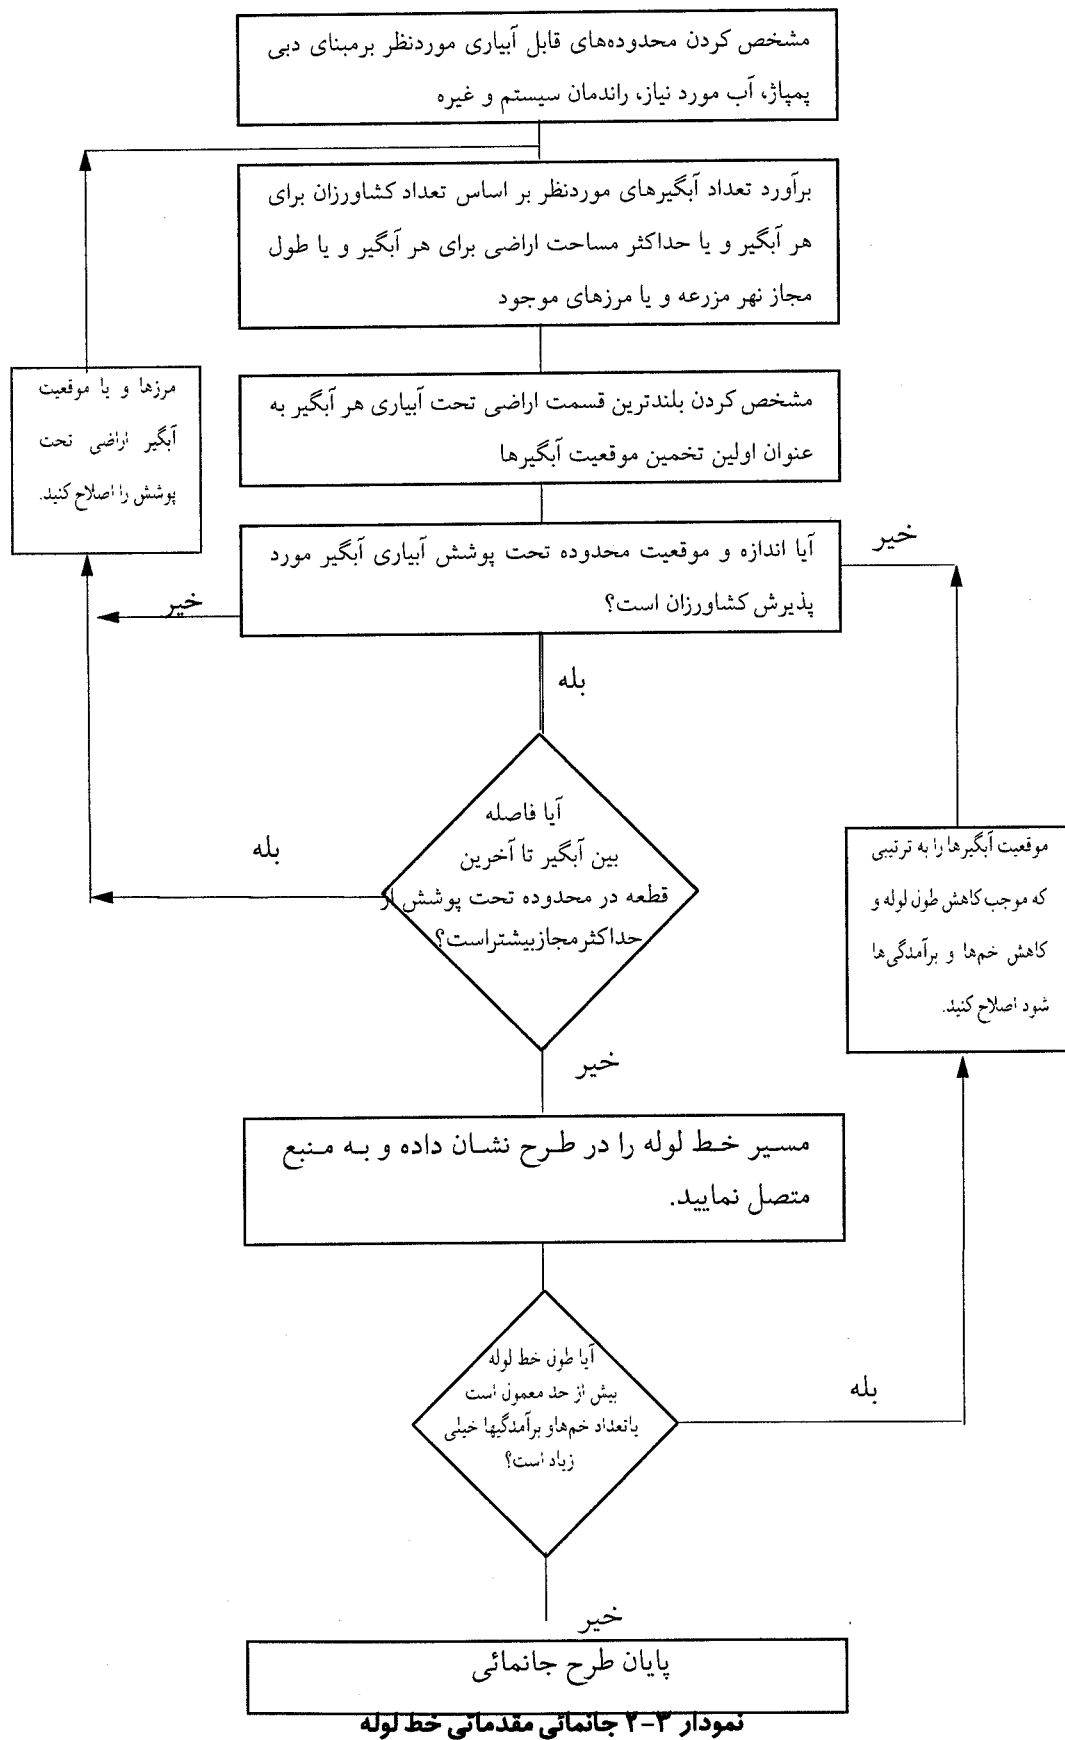 مشخص کردن محدوده‌های قابل آبیاری موردنظر برمبنای دبی
پمپاژ، آب مورد نیاز، راندمان سیستم و غیره
برآورد تعداد آبگیرهای موردنظر بر اساس تعداد کشاورزان برای
هر آبگیر و یا حداکثر مساحت اراضی برای هر آبگیر و یا طول
مجاز نهر مزرعه و یا مرزهای موجود
مرزها و یا موقعیت
آبگیر اراضی تحت
پوشش را اصلاح کنید.
مشخص کردن بلندترین قسمت اراضی تحت آبیاری هر آبگیر به
عنوان اولین تخمین موقعیت آبگیرها
آیا اندازه و موقعیت محدوده تحت پوشش آبیاری آبگیر مورد
پذیرش کشاورزان است؟
خیر
خیر
بله
آیا فاصله
بین آبگیر تا آخرین
قطعه در محدوده تحت پوشش از
حداکثر مجاز بیشتر است؟
بله
موقعیت آبگیرها را به ترتیبی
که موجب کاهش طول لوله و
کاهش خم‌ها و برآمدگی‌ها
شود اصلاح کنید.
خیر
مسیر خط لوله را در طرح نشان داده و به منبع
متصل نمایید.
آیا طول خط لوله
بیش از حد معمول است
یا تعداد خم‌ها و برآمدگیها خیلی
زیاد است؟
بله
خیر
پایان طرح جانمائی
نمودار ۳-۲ جانمائی مقدماتی خط لوله